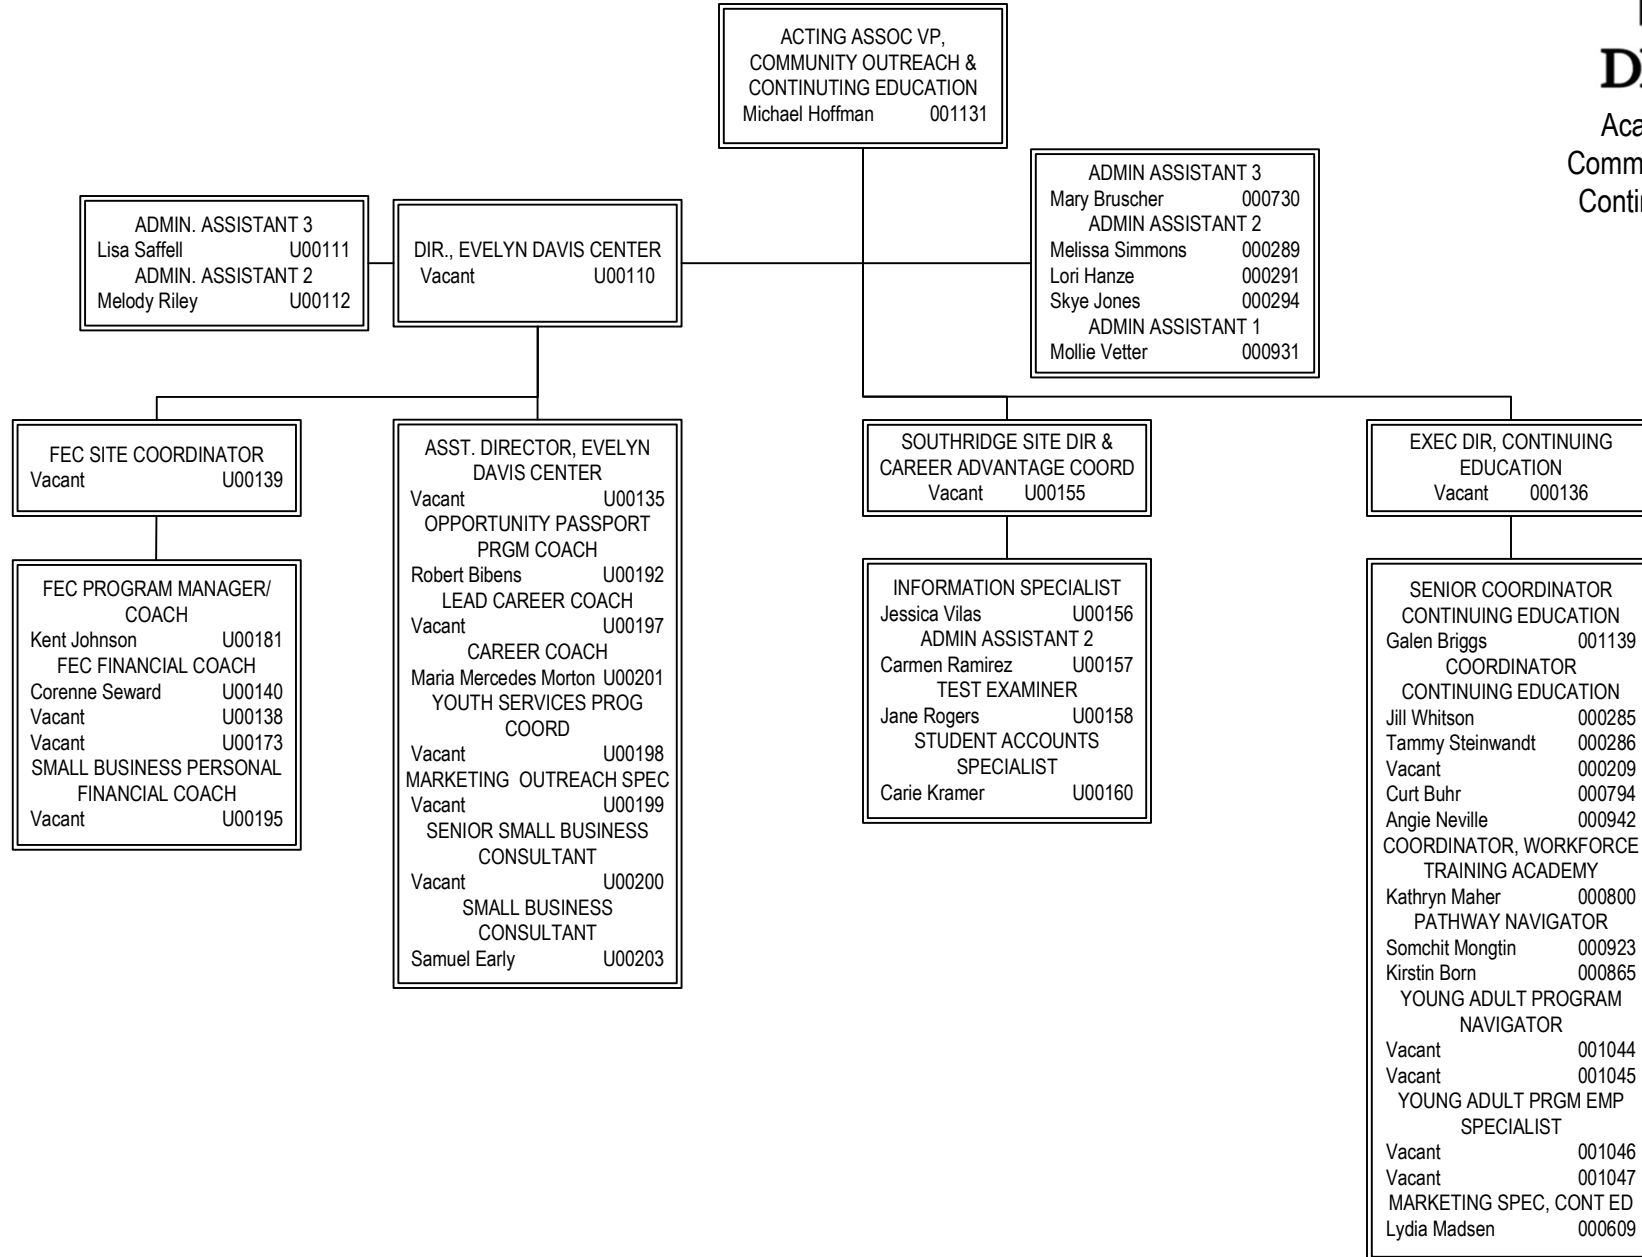 ACTING ASSOC VP,
COMMUNITY OUTREACH &
CONTINUTING EDUCATION
Michael Hoffman 001131
ADMIN. ASSISTANT 3
Lisa Saffell U00111
ADMIN. ASSISTANT 2
Melody Riley U00112
DIR., EVELYN DAVIS CENTER
Vacant U00110
ADMIN ASSISTANT 3
Mary Bruscher 000730
ADMIN ASSISTANT 2
Melissa Simmons 000289
Lori Hanze 000291
Skye Jones 000294
ADMIN ASSISTANT 1
Mollie Vetter 000931
FEC SITE COORDINATOR
Vacant U00139
FEC PROGRAM MANAGER/
COACH
Kent Johnson U00181
FEC FINANCIAL COACH
Corenne Seward U00140
Vacant U00138
Vacant U00173
SMALL BUSINESS PERSONAL
FINANCIAL COACH
Vacant U00195
ASST. DIRECTOR, EVELYN
DAVIS CENTER
Vacant U00135
OPPORTUNITY PASSPORT
PRGM COACH
Robert Bibens U00192
LEAD CAREER COACH
Vacant U00197
CAREER COACH
Maria Mercedes Morton U00201
YOUTH SERVICES PROG
COORD
Vacant U00198
MARKETING OUTREACH SPEC
Vacant U00199
SENIOR SMALL BUSINESS
CONSULTANT
Vacant U00200
SMALL BUSINESS
CONSULTANT
Samuel Early U00203
SOUTHRIDGE SITE DIR &
CAREER ADVANTAGE COORD
Vacant U00155
INFORMATION SPECIALIST
Jessica Vilas U00156
ADMIN ASSISTANT 2
Carmen Ramirez U00157
TEST EXAMINER
Jane Rogers U00158
STUDENT ACCOUNTS
SPECIALIST
Carie Kramer U00160
EXEC DIR, CONTINUING
EDUCATION
Vacant 000136
SENIOR COORDINATOR
CONTINUING EDUCATION
Galen Briggs 001139
COORDINATOR
CONTINUING EDUCATION
Jill Whitson 000285
Tammy Steinwandt 000286
Vacant 000209
Curt Buhr 000794
Angie Neville 000942
COORDINATOR, WORKFORCE
TRAINING ACADEMY
Kathryn Maher 000800
PATHWAY NAVIGATOR
Somchit Mongtin 000923
Kirstin Born 000865
YOUNG ADULT PROGRAM
NAVIGATOR
Vacant 001044
Vacant 001045
YOUNG ADULT PRGM EMP
SPECIALIST
Vacant 001046
Vacant 001047
MARKETING SPEC, CONT ED
Lydia Madsen 000609